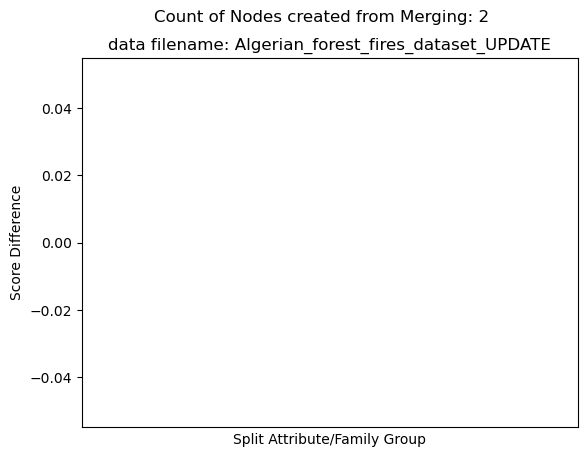 Count of Nodes created from Merging: 2
data filename: Algerian_forest_fires_dataset_UPDATE
0.04
0.02
0.00
−0.02
−0.04
Score Difference
Split Attribute/Family Group